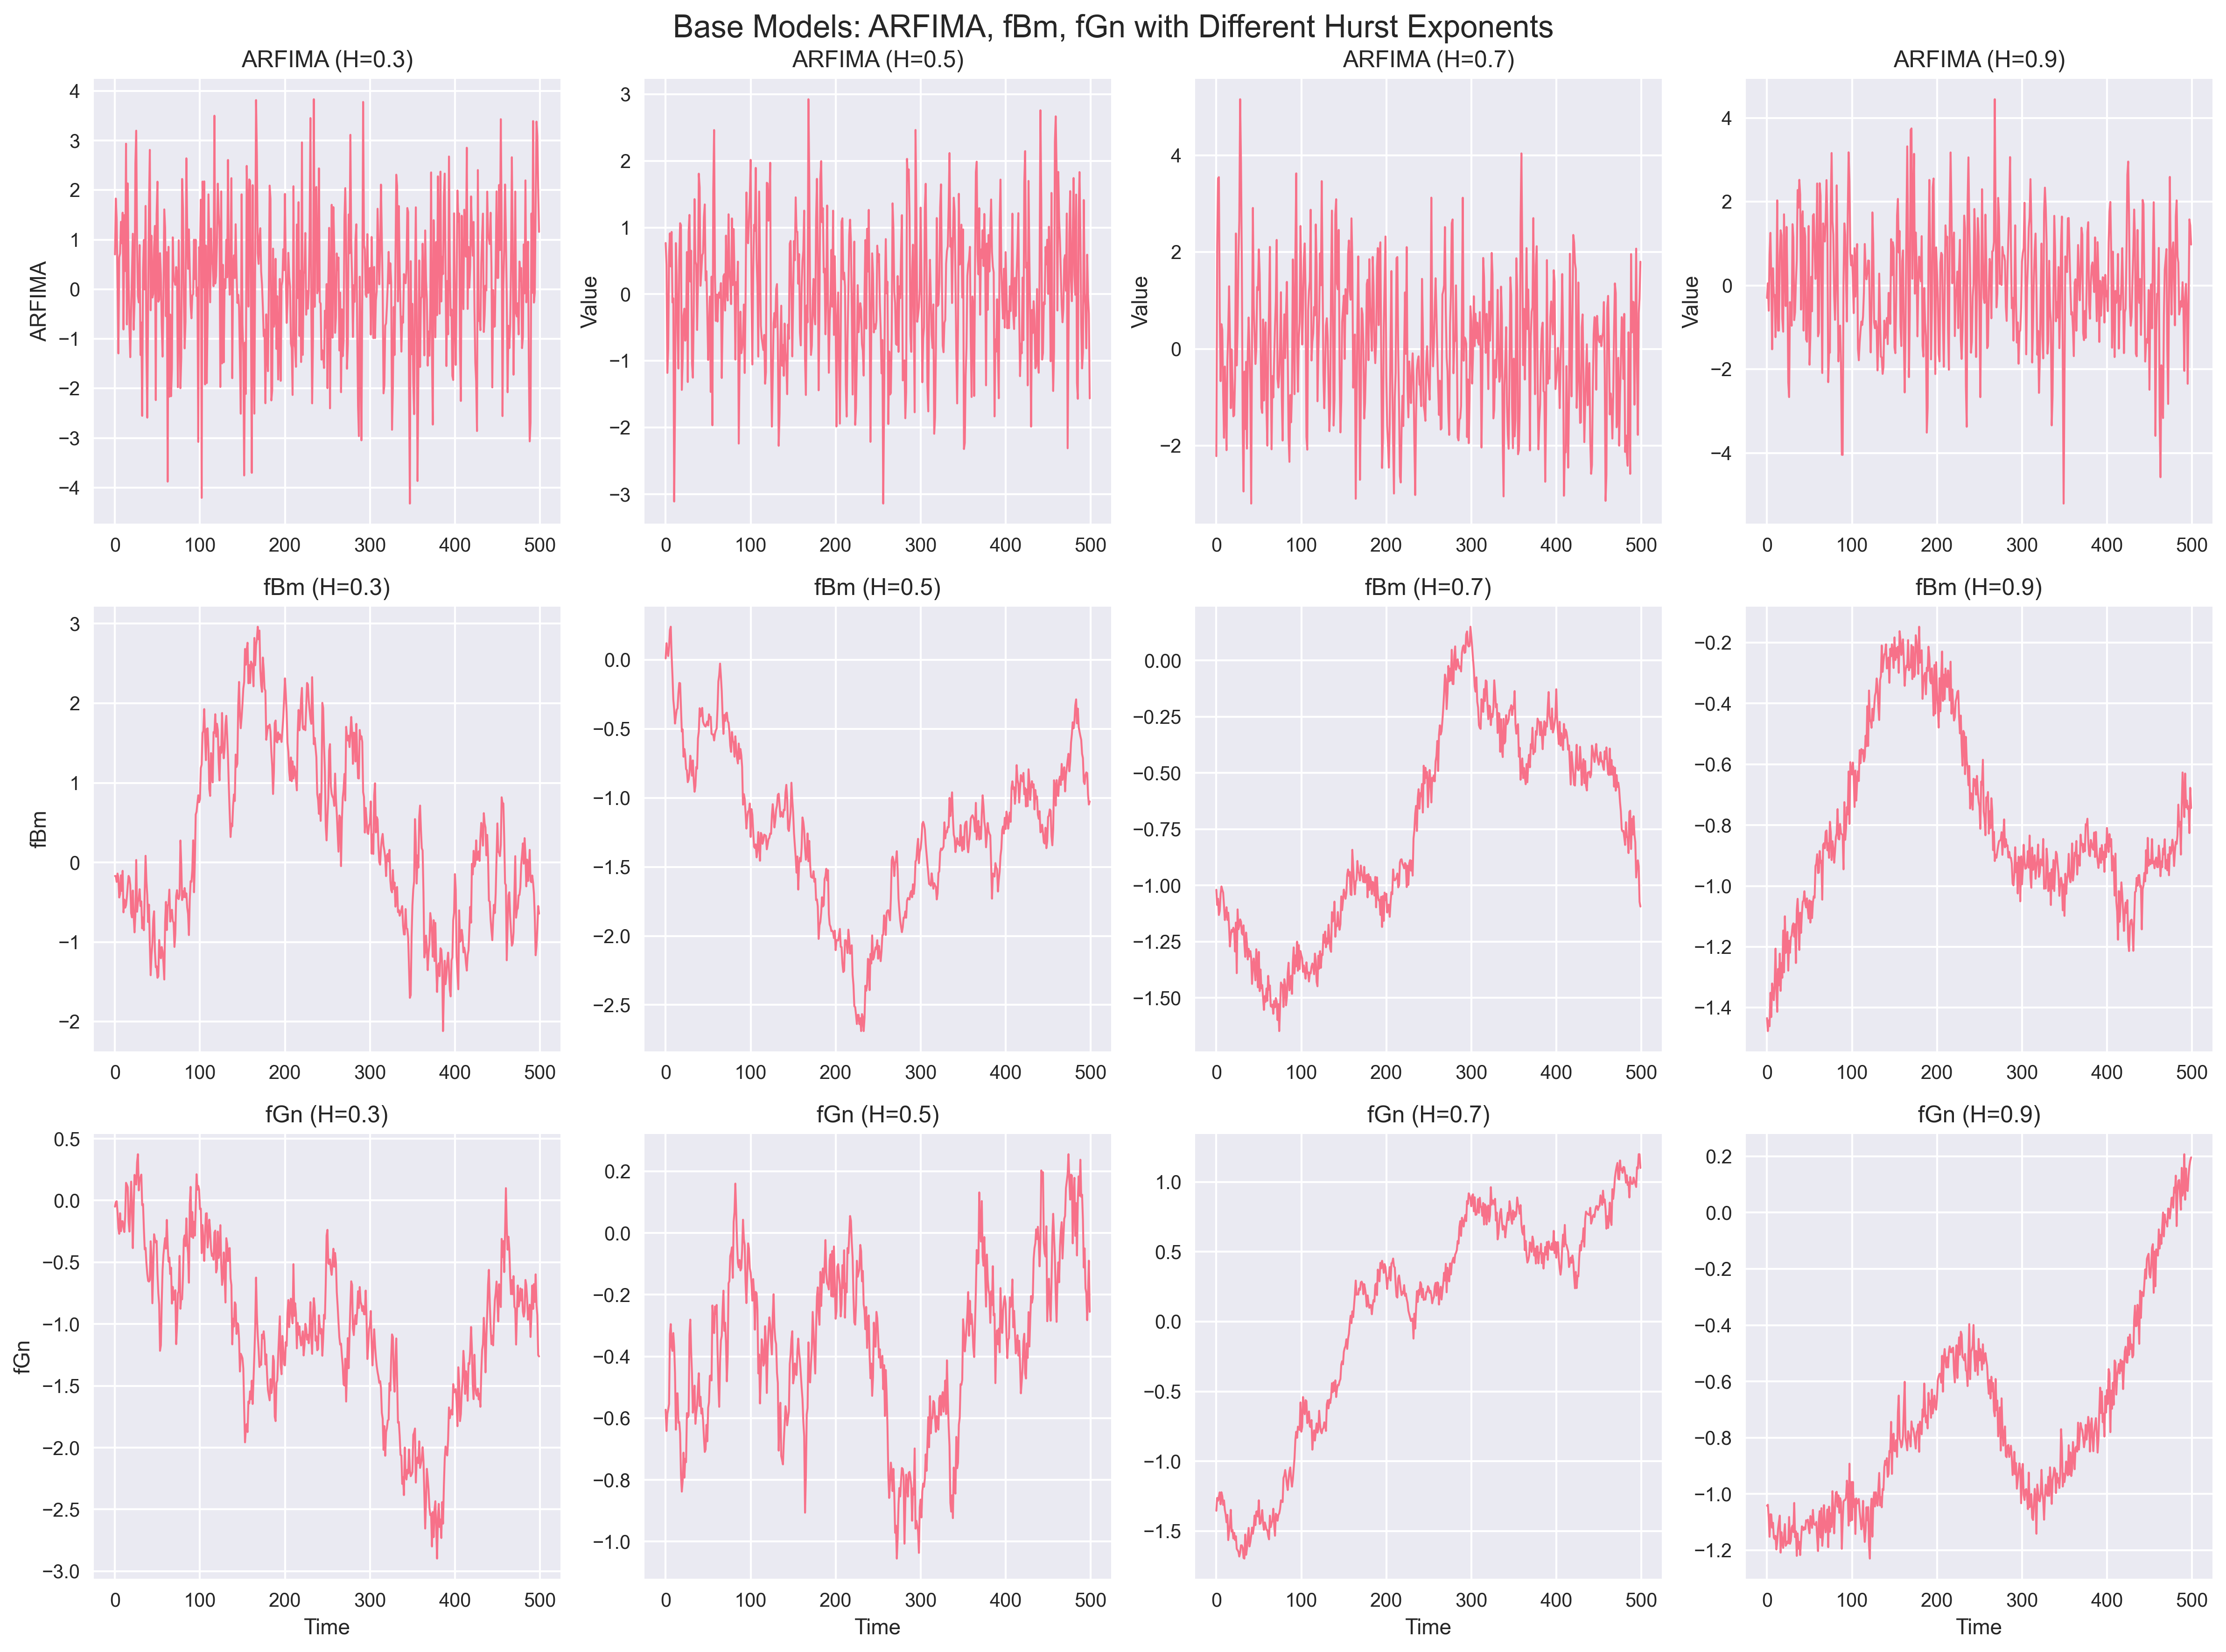 Base Models: ARFIMA, fBm, fGn with Different Hurst Exponents
ARFIMA (H=0.3)
ARFIMA
4
3
2
1
0
−1
−2
−3
−4
0 100 200 300 400 500
ARFIMA (H=0.5)
Value
3
2
1
0
−1
−2
−3
0 100 200 300 400 500
ARFIMA (H=0.7)
Value
4
2
0
−2
0 100 200 300 400 500
ARFIMA (H=0.9)
Value
4
2
0
−2
−4
0 100 200 300 400 500
fBm (H=0.3)
fBm
3
2
1
0
−1
−2
0 100 200 300 400 500
fBm (H=0.5)
0.0
−0.5
−1.0
−1.5
−2.0
−2.5
0 100 200 300 400 500
fBm (H=0.7)
0.00
−0.25
−0.50
−0.75
−1.00
−1.25
−1.50
0 100 200 300 400 500
fBm (H=0.9)
−0.2
−0.4
−0.6
−0.8
−1.0
−1.2
−1.4
0 100 200 300 400 500
fGn (H=0.3)
fGn
0.5
0.0
−0.5
−1.0
−1.5
−2.0
−2.5
−3.0
0 100 200 300 400 500
Time
fGn (H=0.5)
0.2
0.0
−0.2
−0.4
−0.6
−0.8
−1.0
0 100 200 300 400 500
Time
fGn (H=0.7)
1.0
0.5
0.0
−0.5
−1.0
−1.5
0 100 200 300 400 500
Time
fGn (H=0.9)
0.2
0.0
−0.2
−0.4
−0.6
−0.8
−1.0
−1.2
0 100 200 300 400 500
Time